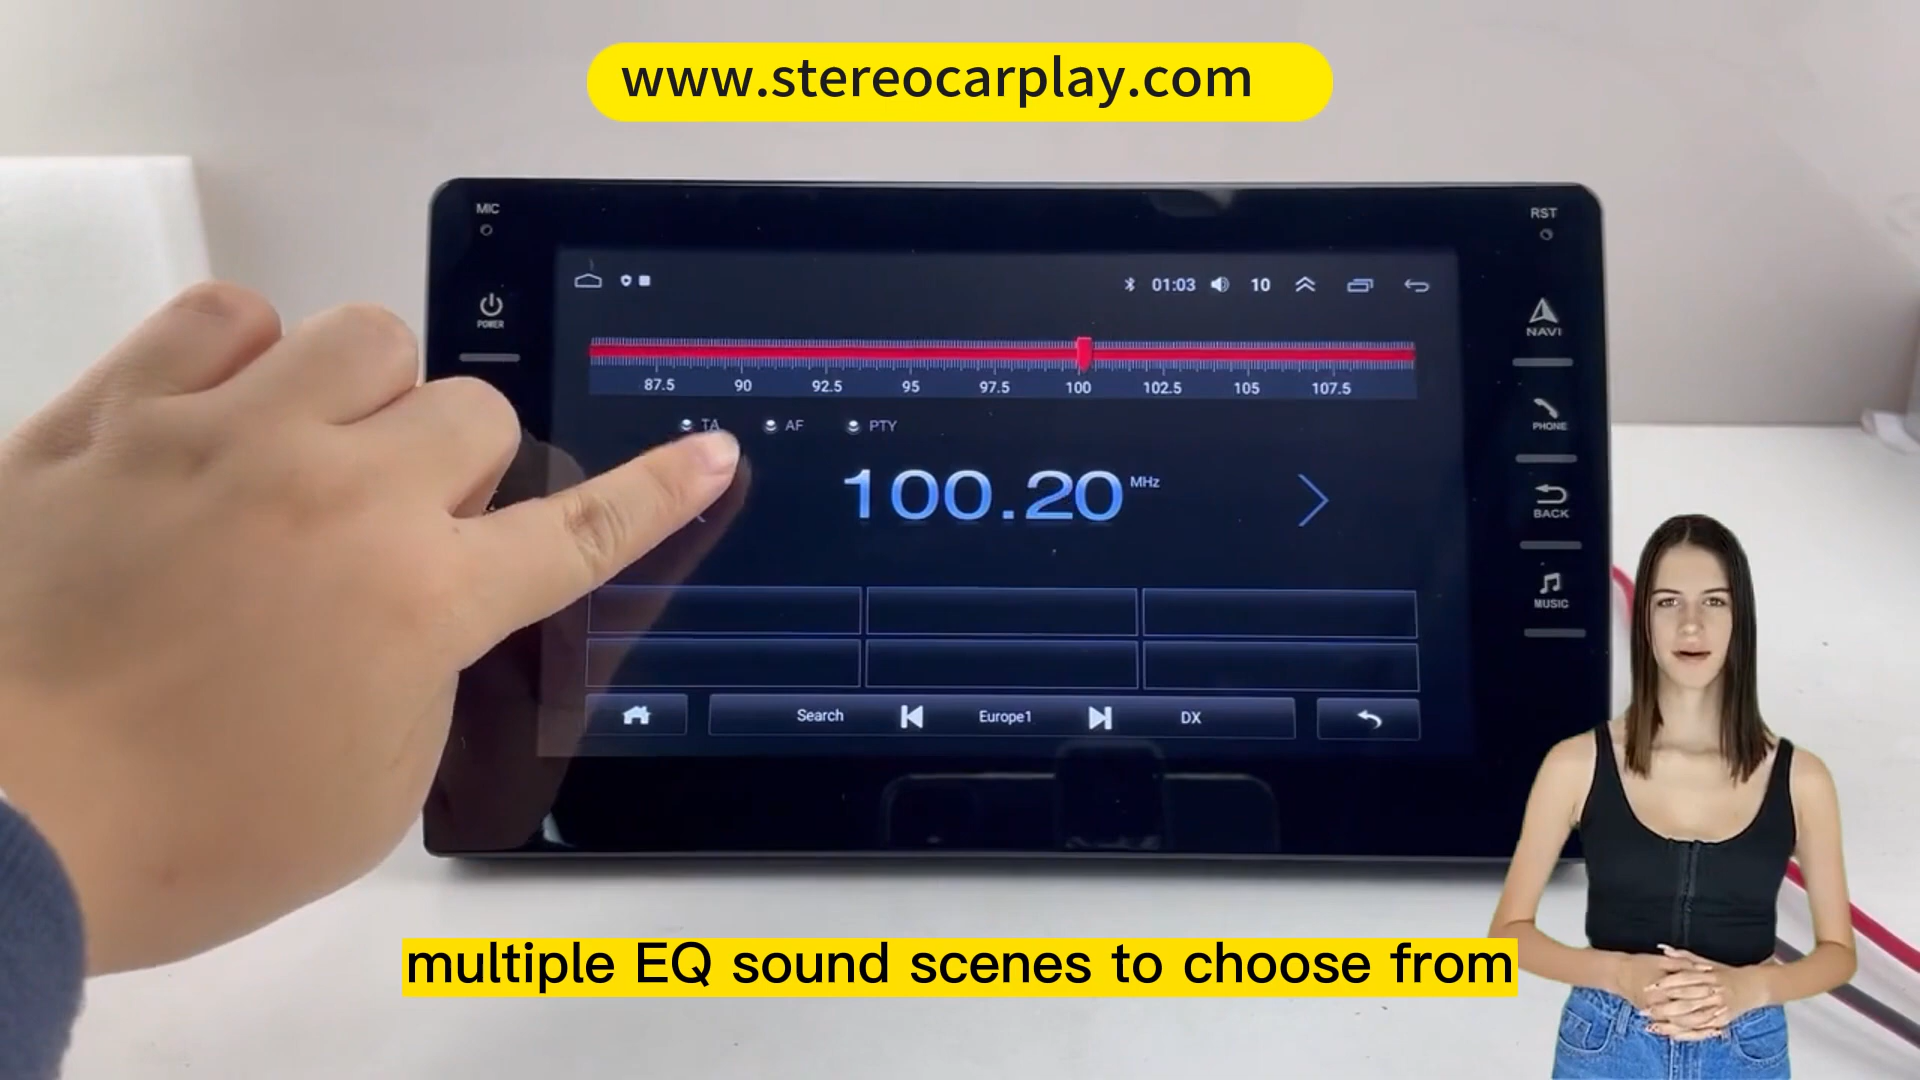 www.stereocarplay.com
MIC
RST
POWER
01:03 10
NAVI
87.5 90 92.5 95 97.5 100 102.5 105 107.5
TA AF PTY
PHONE
100.20 MHz
BACK
MUSIC
Search Europe1 DX
multiple EQ sound scenes to choose from